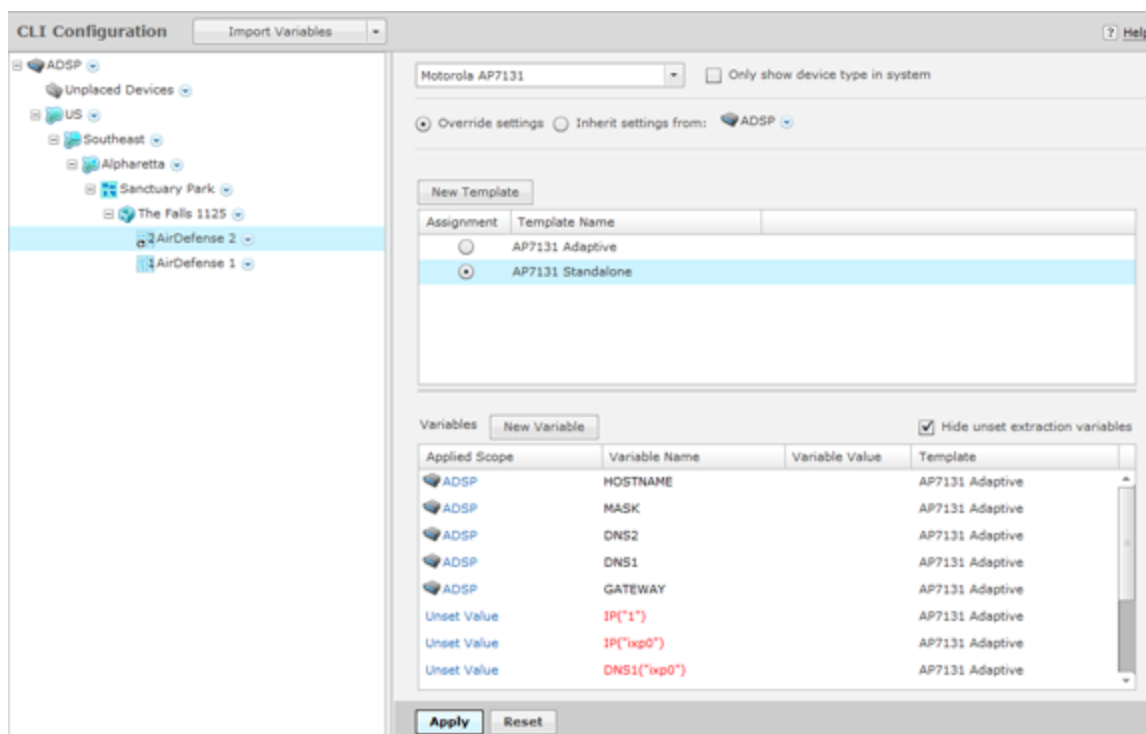 CLI Configuration Import Variables ? Help
ADSP
Unplaced Devices
US
Southeast
Alpharetta
Sanctuary Park
The Falls 1125
2 AirDefense 2
1 AirDefense 1
Motorola AP7131 Only show device type in system
Override settings Inherit settings from: ADSP
New Template
Assignment Template Name
AP7131 Adaptive
AP7131 Standalone
Variables New Variable Hide unset extraction variables
Applied Scope Variable Name Variable Value Template
ADSP HOSTNAME AP7131 Adaptive
ADSP MASK AP7131 Adaptive
ADSP DNS2 AP7131 Adaptive
ADSP DNS1 AP7131 Adaptive
ADSP GATEWAY AP7131 Adaptive
Unset Value IP("1") AP7131 Adaptive
Unset Value IP("ixp0") AP7131 Adaptive
Unset Value DNS1("ixp0") AP7131 Adaptive
Apply Reset